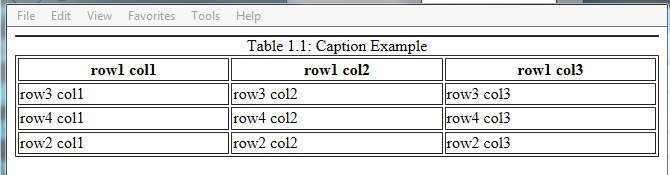 File Edit View Favorites Tools Help
Table 1.1: Caption Example
row1 col1 row1 col2 row1 col3
row3 col1 row3 col2 row3 col3
row4 col1 row4 col2 row4 col3
row2 col1 row2 col2 row2 col3